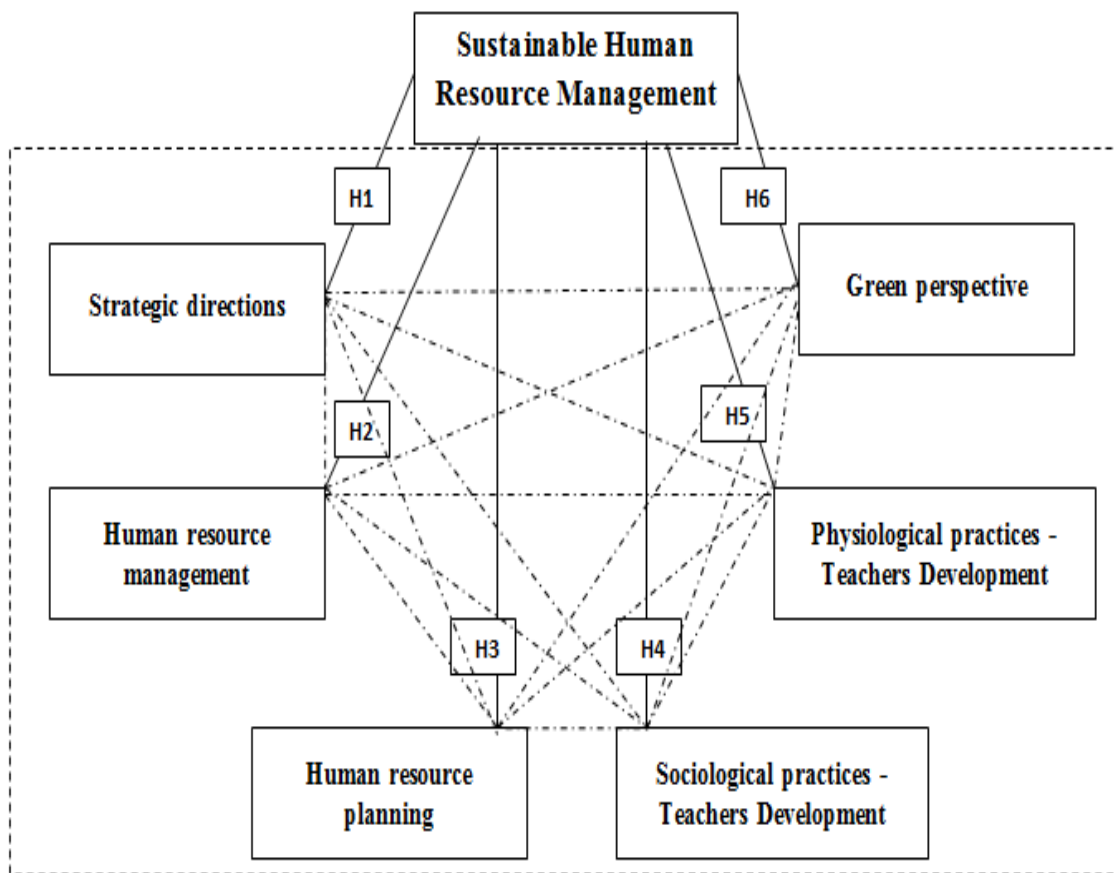 Sustainable Human
Resource Management
H1
H6
Strategic directions
Green perspective
H2
H5
Human resource
management
Physiological practices -
Teachers Development
H3
H4
Human resource
planning
Sociological practices -
Teachers Development